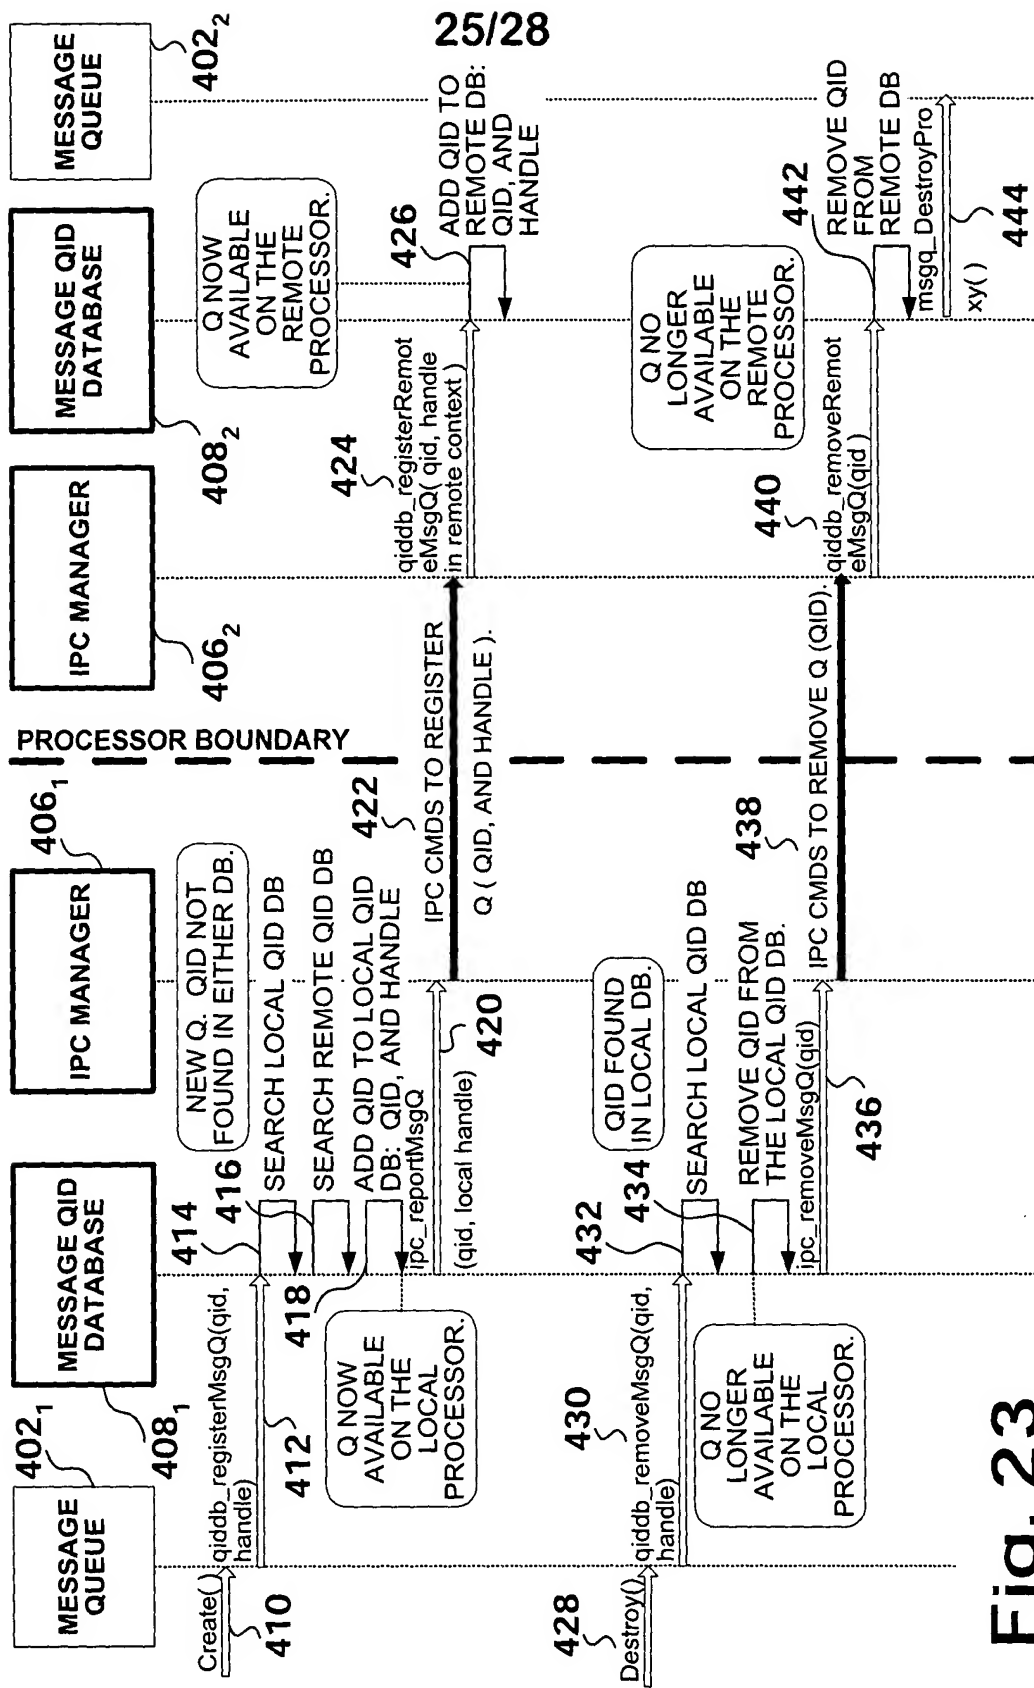 25/28
MESSAGE
QUEUE
402₁
MESSAGE QID
DATABASE
408₁
IPC MANAGER
406₁
PROCESSOR BOUNDARY
IPC MANAGER
406₂
MESSAGE QID
DATABASE
408₂
MESSAGE
QUEUE
402₂
Create( )
410
qiddb_registerMsgQ(qid,
handle)
412
414
NEW Q. QID NOT
FOUND IN EITHER DB.
SEARCH LOCAL QID DB
416
SEARCH REMOTE QID DB
418
ADD QID TO LOCAL QID
DB: QID, AND HANDLE
Q NOW
AVAILABLE
ON THE
LOCAL
PROCESSOR.
ipc_reportMsgQ
(qid, local handle)
420
422
IPC CMDS TO REGISTER
Q ( QID, AND HANDLE ).
424
qiddb_registerRemot
eMsgQ( qid, handle
in remote context )
Q NOW
AVAILABLE
ON THE
REMOTE
PROCESSOR.
426
ADD QID TO
REMOTE DB:
QID, AND
HANDLE
Destroy()
428
430
qiddb_removeMsgQ(qid,
handle)
432
QID FOUND
IN LOCAL DB.
SEARCH LOCAL QID DB
434
REMOVE QID FROM
THE LOCAL QID DB.
Q NO
LONGER
AVAILABLE
ON THE
LOCAL
PROCESSOR.
ipc_removeMsgQ(qid)
436
438
IPC CMDS TO REMOVE Q (QID).
440
qiddb_removeRemot
eMsgQ(qid )
Q NO
LONGER
AVAILABLE
ON THE
REMOTE
PROCESSOR.
442
REMOVE QID
FROM
REMOTE DB
msgq_DestroyPro
xy( )
444
Fig. 23